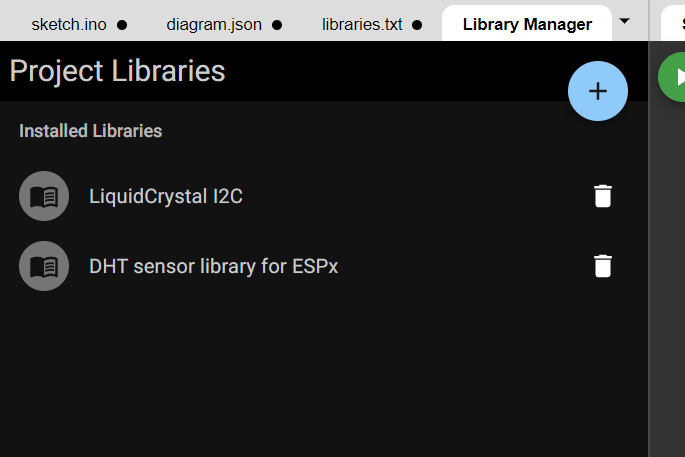 sketch.ino diagram.json libraries.txt Library Manager
Project Libraries
Installed Libraries
LiquidCrystal I2C
DHT sensor library for ESPx